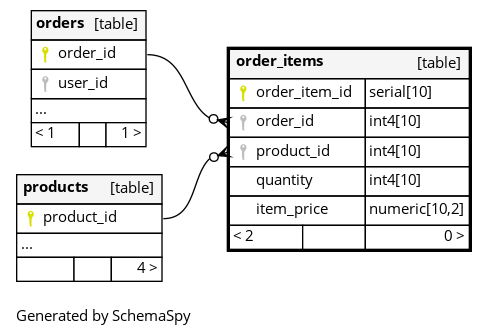 orders [table]
order_id
user_id
...
< 1 1 >
products [table]
product_id
...
4 >
order_items [table]
order_item_id serial[10]
order_id int4[10]
product_id int4[10]
quantity int4[10]
item_price numeric[10,2]
< 2 0 >
Generated by SchemaSpy